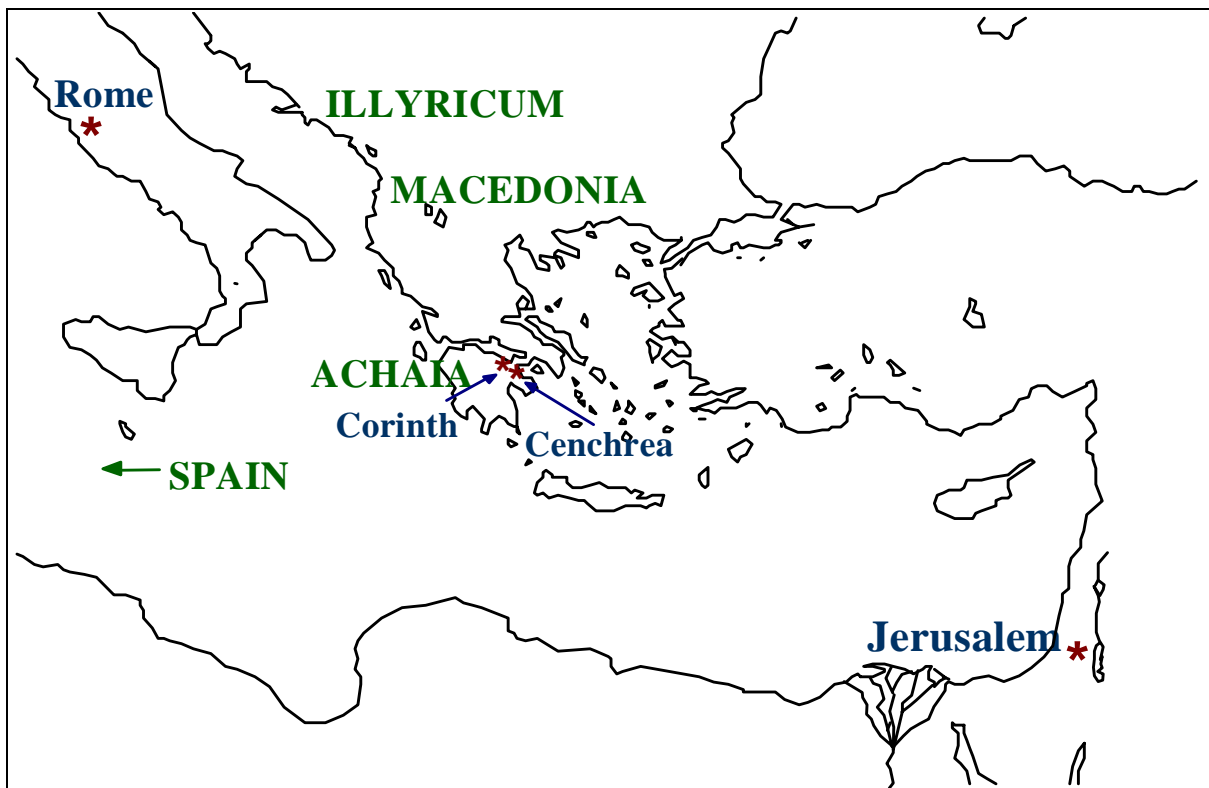 Rome
*
ILLYRICUM
MACEDONIA
ACHAIA
* *
Corinth
Cenchrea
SPAIN
Jerusalem
*